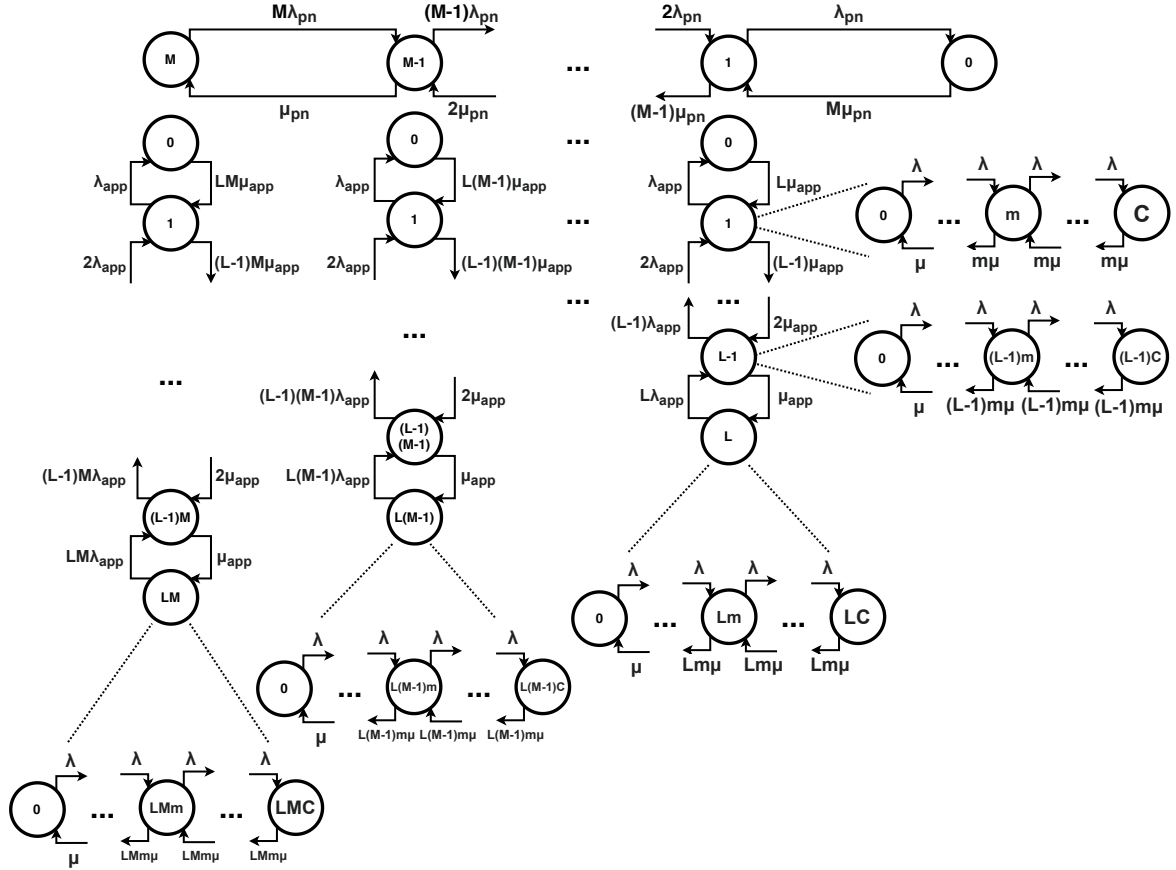 Mλpn (M-1)λpn 2λpn λpn
M M-1 ... 1 0
μpn 2μpn (M-1)μpn Mμpn
0 0 ... 0
λapp LMμapp λapp L(M-1)μapp λapp Lμapp
λ λ λ λ
1 1 ... 1 0 ... m ... C
2λapp (L-1)Mμapp 2λapp (L-1)(M-1)μapp 2λapp (L-1)μapp
μ mμ mμ mμ
... ... ...
(L-1)λapp 2μapp
λ λ λ λ
L-1 0 ... (L-1)m ... (L-1)C
μ (L-1)mμ (L-1)mμ (L-1)mμ
...
(L-1)(M-1)λapp 2μapp Lλapp μapp
(L-1)
(M-1)
L
(L-1)Mλapp 2μapp L(M-1)λapp μapp
(L-1)M L(M-1)
LMλapp μapp
LM
λ λ λ λ
0 ... Lm ... LC
μ Lmμ Lmμ Lmμ
λ λ λ λ
0 ... L(M-1)m ... L(M-1)C
μ L(M-1)mμ L(M-1)mμ L(M-1)mμ
λ λ λ λ
0 ... LMm ... LMC
μ LMmμ LMmμ LMmμ